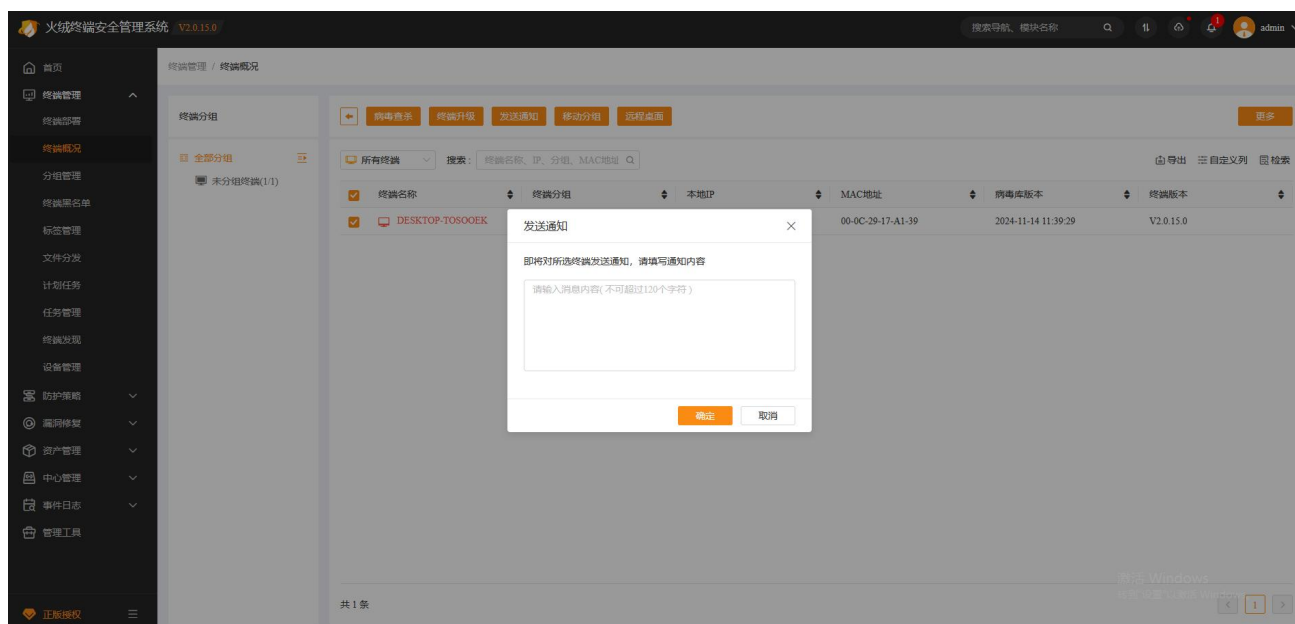 火绒终端安全管理系统 V2.0.15.0
搜索导航、模块名称
1
admin
首页
终端管理
终端部署
终端概况
分组管理
终端黑名单
标签管理
文件分发
计划任务
任务管理
终端发现
设备管理
防护策略
漏洞修复
资产管理
中心管理
事件日志
管理工具
正版授权
终端管理 / 终端概况
终端分组
全部分组
未分组终端(1/1)
病毒查杀 终端升级 发送通知 移动分组 远程桌面 更多
所有终端 搜索: 终端名称、IP、分组、MAC地址 导出 自定义列 检索
终端名称 终端分组 本地IP MAC地址 病毒库版本 终端版本
DESKTOP-TOSOOEK 00-0C-29-17-A1-39 2024-11-14 11:39:29 V2.0.15.0
发送通知
即将对所选终端发送通知，请填写通知内容
请输入消息内容(不可超过120个字符)
确定 取消
激活 Windows
共 1 条
1